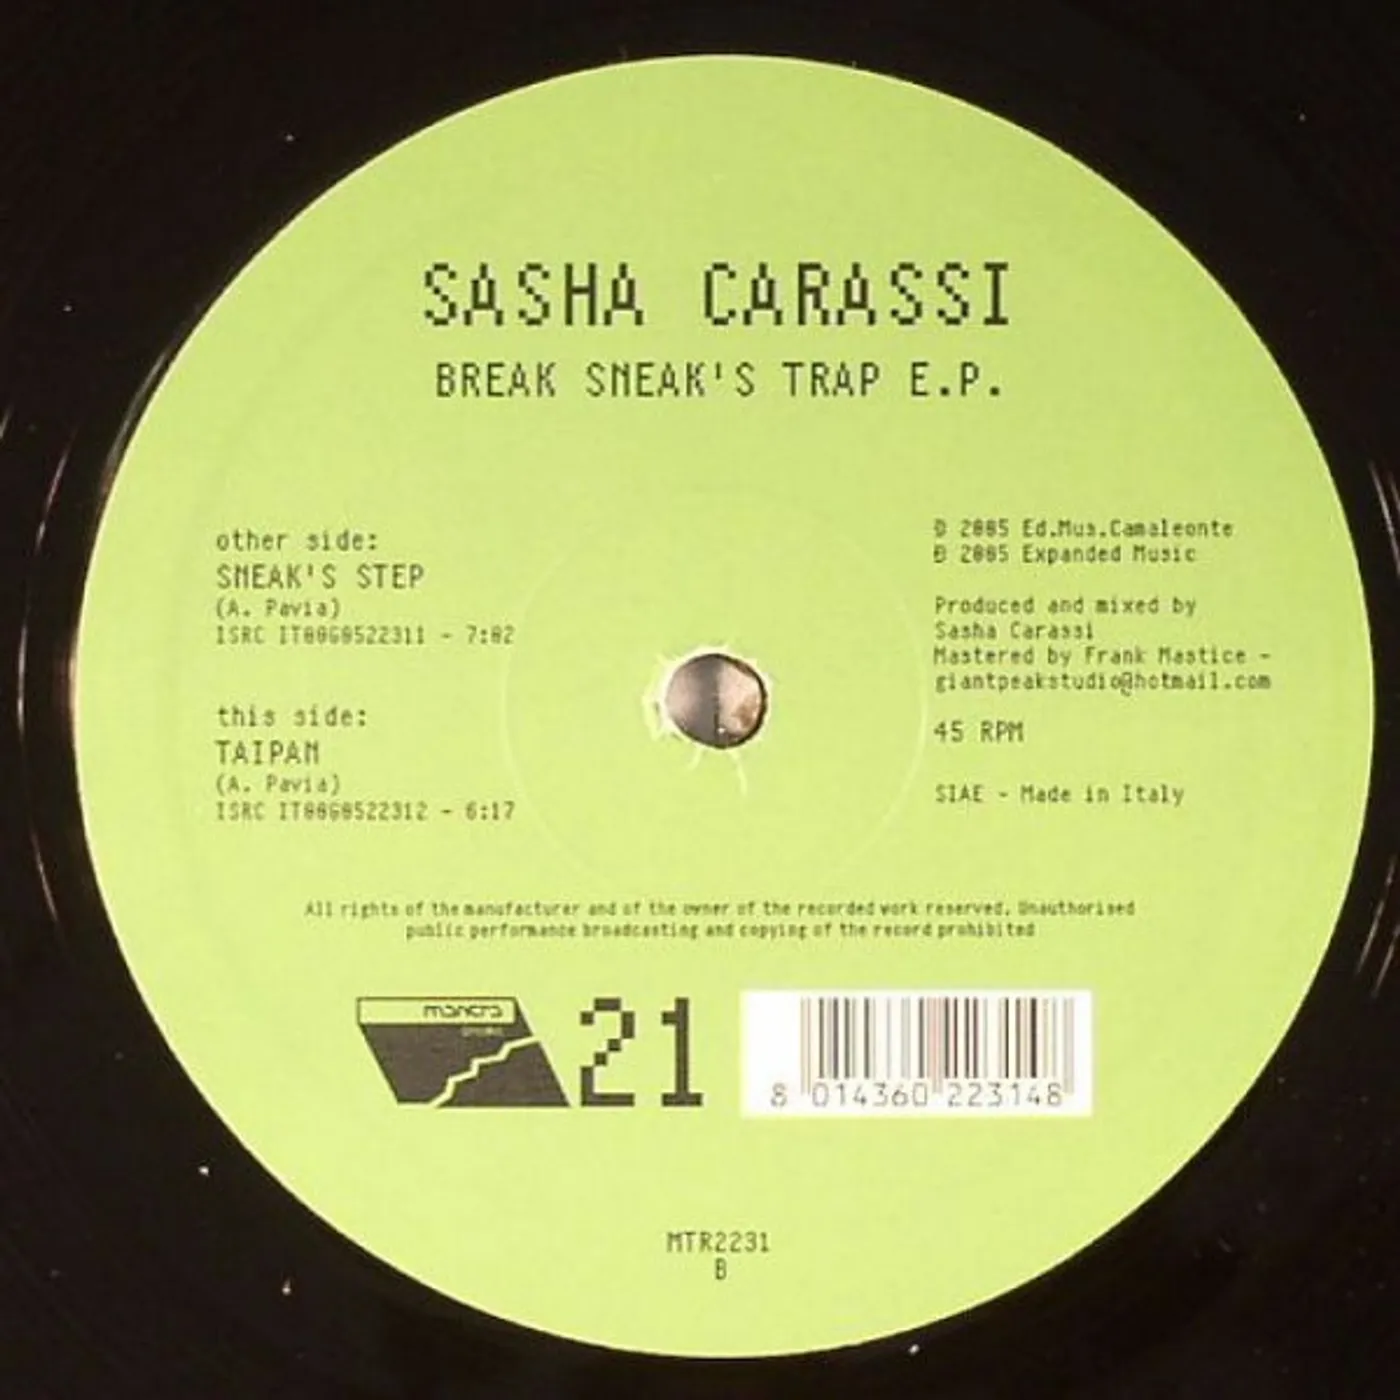 SASHA CARASSI
BREAK SNEAK'S TRAP E.P.
other side:
SNEAK'S STEP
(A. Pavia)
ISRC IT00G0522311 - 7:02
this side:
TAIPAN
(A. Pavia)
ISRC IT00G0522312 - 6:17
℗ 2005 Ed.Mus.Camaleonte
© 2005 Expanded Music
Produced and mixed by
Sasha Carassi
Mastered by Frank Mastice -
giantpeakstudio@hotmail.com
45 RPM
SIAE - Made in Italy
All rights of the manufacturer and of the owner of the recorded work reserved. Unauthorised
public performance broadcasting and copying of the record prohibited
mantra
21
8 014360 223148
MTR2231
B